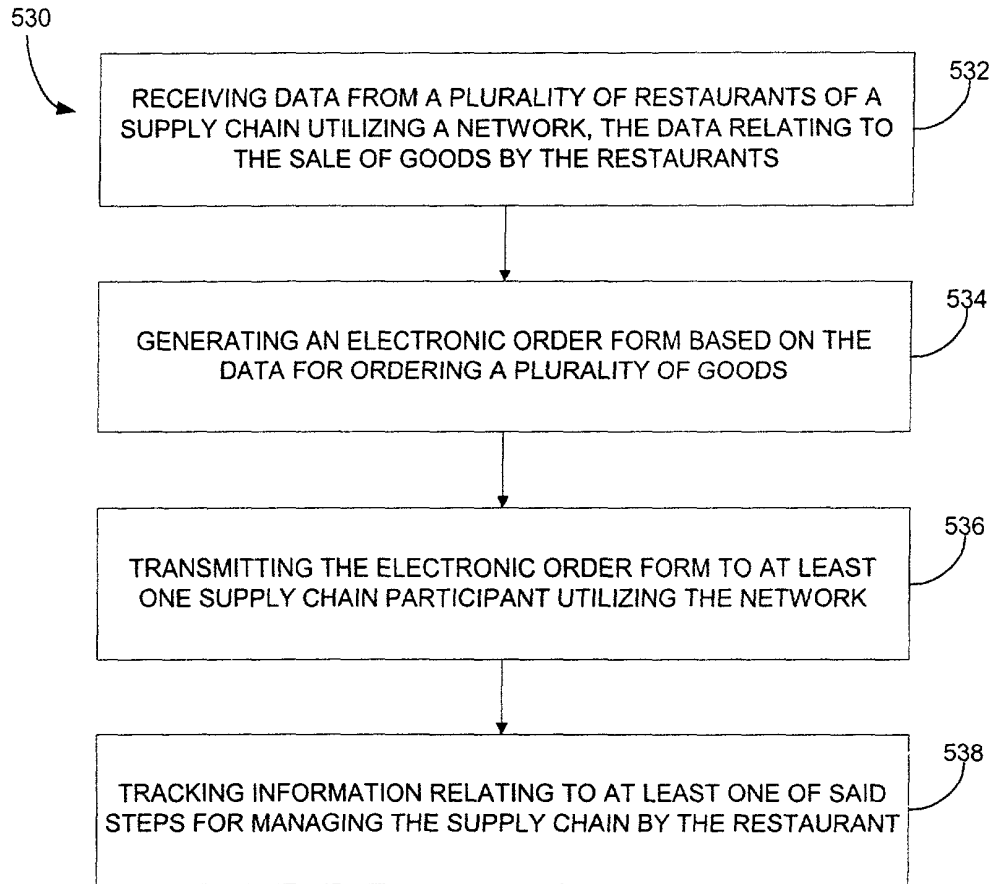 530
532
RECEIVING DATA FROM A PLURALITY OF RESTAURANTS OF A
SUPPLY CHAIN UTILIZING A NETWORK, THE DATA RELATING TO
THE SALE OF GOODS BY THE RESTAURANTS
534
GENERATING AN ELECTRONIC ORDER FORM BASED ON THE
DATA FOR ORDERING A PLURALITY OF GOODS
536
TRANSMITTING THE ELECTRONIC ORDER FORM TO AT LEAST
ONE SUPPLY CHAIN PARTICIPANT UTILIZING THE NETWORK
538
TRACKING INFORMATION RELATING TO AT LEAST ONE OF SAID
STEPS FOR MANAGING THE SUPPLY CHAIN BY THE RESTAURANT